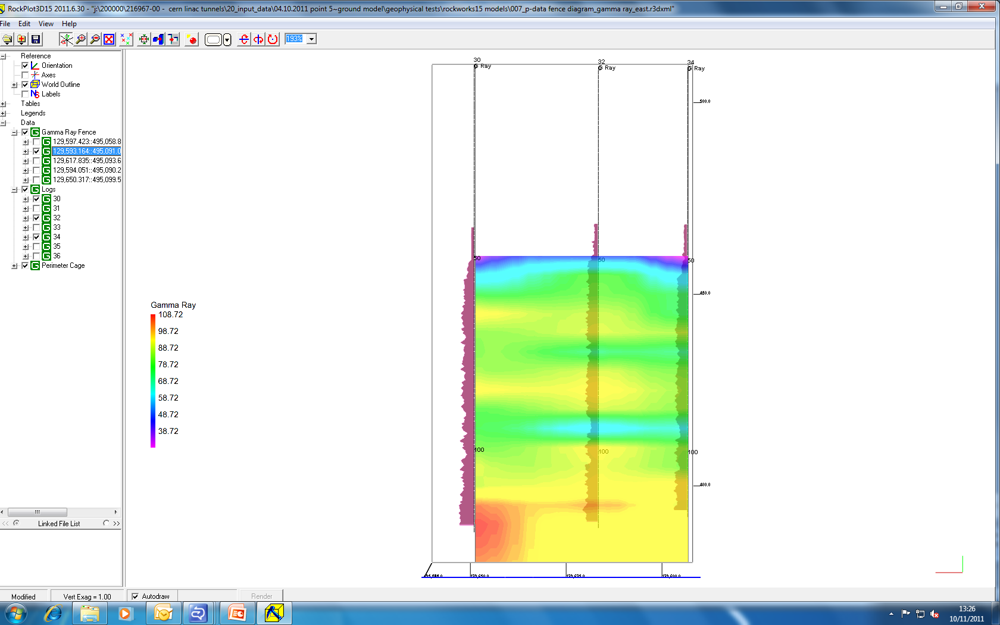 RockPlot3D15 2011.6.30 - "j:\200000\216967-00 - cern linac tunnels\20_input_data\04.10.2011 point 5~ground model\geophysical tests\rockworks15 models\007_p-data fence diagram_gamma ray_east.r3dxml"
File Edit View Help
193%
Reference
Orientation
Axes
World Outline
Labels
Tables
Legends
Data
Gamma Ray Fence
129,597.423::495,058.8
129,593.164::495,091.0
129,617.835::495,093.6
129,594.051::495,090.2
129,650.317::495,099.5
Logs
30
31
32
33
34
35
36
Perimeter Cage
Linked File List
Gamma Ray
108.72
98.72
88.72
78.72
68.72
58.72
48.72
38.72
30
G Ray
32
G Ray
34
G Ray
500.0
50
50
50
450.0
100
100
100
400.0
129,650.0
129,625.0
129,600.0
Modified
Vert Exag = 1.00
Autodraw
Render
13:26
10/11/2011